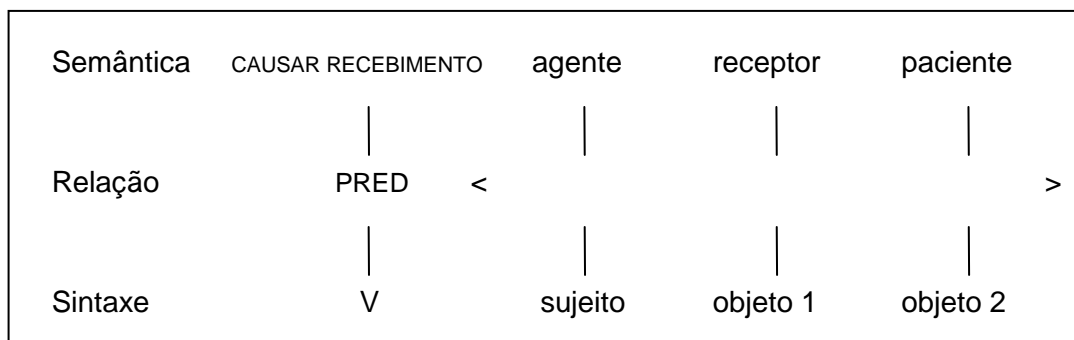 Semântica CAUSAR RECEBIMENTO agente receptor paciente
Relação PRED < >
Sintaxe V sujeito objeto 1 objeto 2